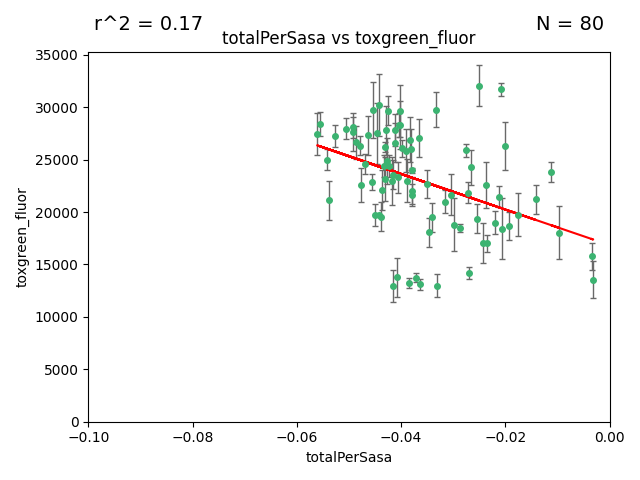 r^2 = 0.17
N = 80
totalPerSasa vs toxgreen_fluor
35000
30000
25000
20000
15000
10000
5000
0
toxgreen_fluor
−0.10
−0.08
−0.06
−0.04
−0.02
0.00
totalPerSasa